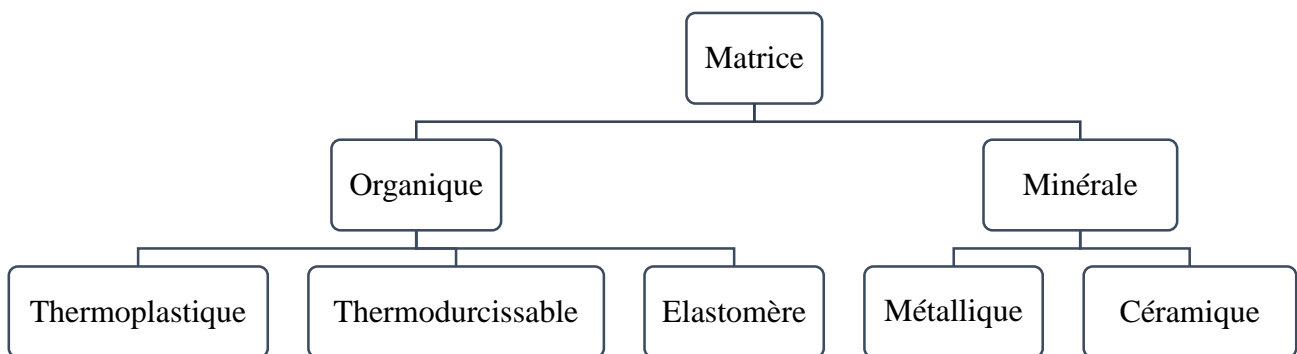 Matrice
Organique
Minérale
Thermoplastique
Thermodurcissable
Elastomère
Métallique
Céramique